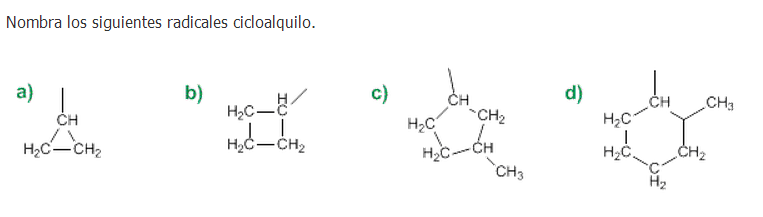 Nombra los siguientes radicales cicloalquilo.
a) b) c) d)
CH H CH CH CH3
H2C C H2C CH2 H2C
H2C CH2 H2C CH2 H2C CH H2C CH2
CH3 C
H2